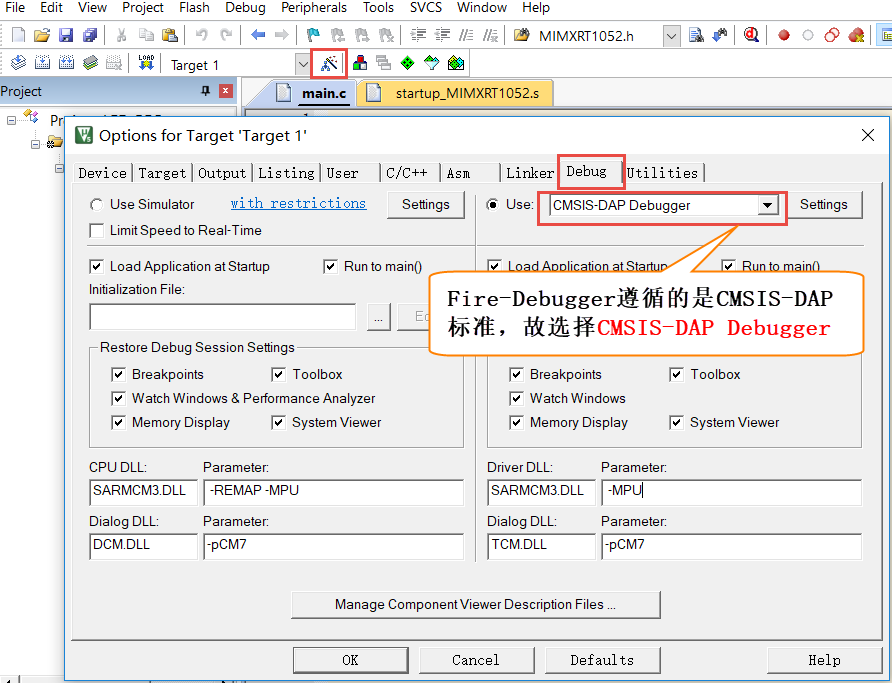 File Edit View Project Flash Debug Peripherals Tools SVCS Window Help
MIMXRT1052.h
LOAD Target 1
Project
main.c startup_MIMXRT1052.s
Options for Target 'Target 1'
Device Target Output Listing User C/C++ Asm Linker Debug Utilities
Use Simulator with restrictions Settings Use: CMSIS-DAP Debugger Settings
Limit Speed to Real-Time
Load Application at Startup Run to main() Load Application at Startup Run to main()
Initialization File:
...
Fire-Debugger遵循的是CMSIS-DAP
标准，故选择CMSIS-DAP Debugger
Restore Debug Session Settings
Breakpoints Toolbox Breakpoints Toolbox
Watch Windows & Performance Analyzer Watch Windows
Memory Display System Viewer Memory Display System Viewer
CPU DLL: Parameter: Driver DLL: Parameter:
SARMCM3.DLL -REMAP -MPU SARMCM3.DLL -MPU
Dialog DLL: Parameter: Dialog DLL: Parameter:
DCM.DLL -pCM7 TCM.DLL -pCM7
Manage Component Viewer Description Files ...
OK Cancel Defaults Help